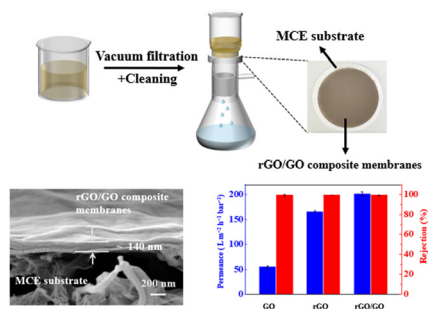 Vacuum filtration
+Cleaning
MCE substrate
rGO/GO composite membranes
rGO/GO composite
membranes
140 nm
MCE substrate
200 nm
Permeance (L m⁻² h⁻¹ bar⁻¹)
200
150
100
50
0
GO
rGO
rGO/GO
100
80
60
40
20
0
Rejection (%)